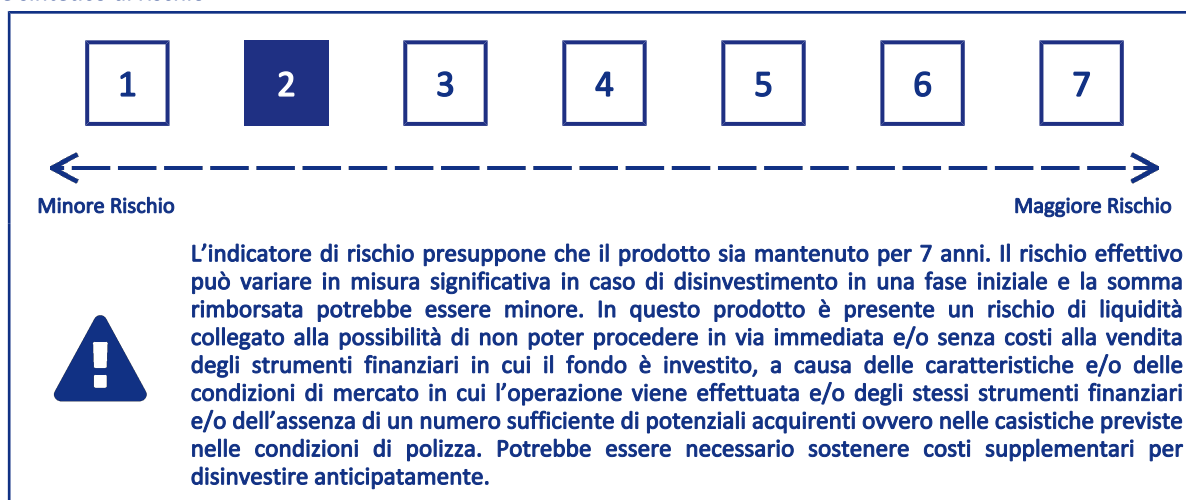 1 2 3 4 5 6 7
Minore Rischio Maggiore Rischio
L'indicatore di rischio presuppone che il prodotto sia mantenuto per 7 anni. Il rischio effettivo
può variare in misura significativa in caso di disinvestimento in una fase iniziale e la somma
rimborsata potrebbe essere minore. In questo prodotto è presente un rischio di liquidità
collegato alla possibilità di non poter procedere in via immediata e/o senza costi alla vendita
degli strumenti finanziari in cui il fondo è investito, a causa delle caratteristiche e/o delle
condizioni di mercato in cui l'operazione viene effettuata e/o degli stessi strumenti finanziari
e/o dell'assenza di un numero sufficiente di potenziali acquirenti ovvero nelle casistiche previste
nelle condizioni di polizza. Potrebbe essere necessario sostenere costi supplementari per
disinvestire anticipatamente.